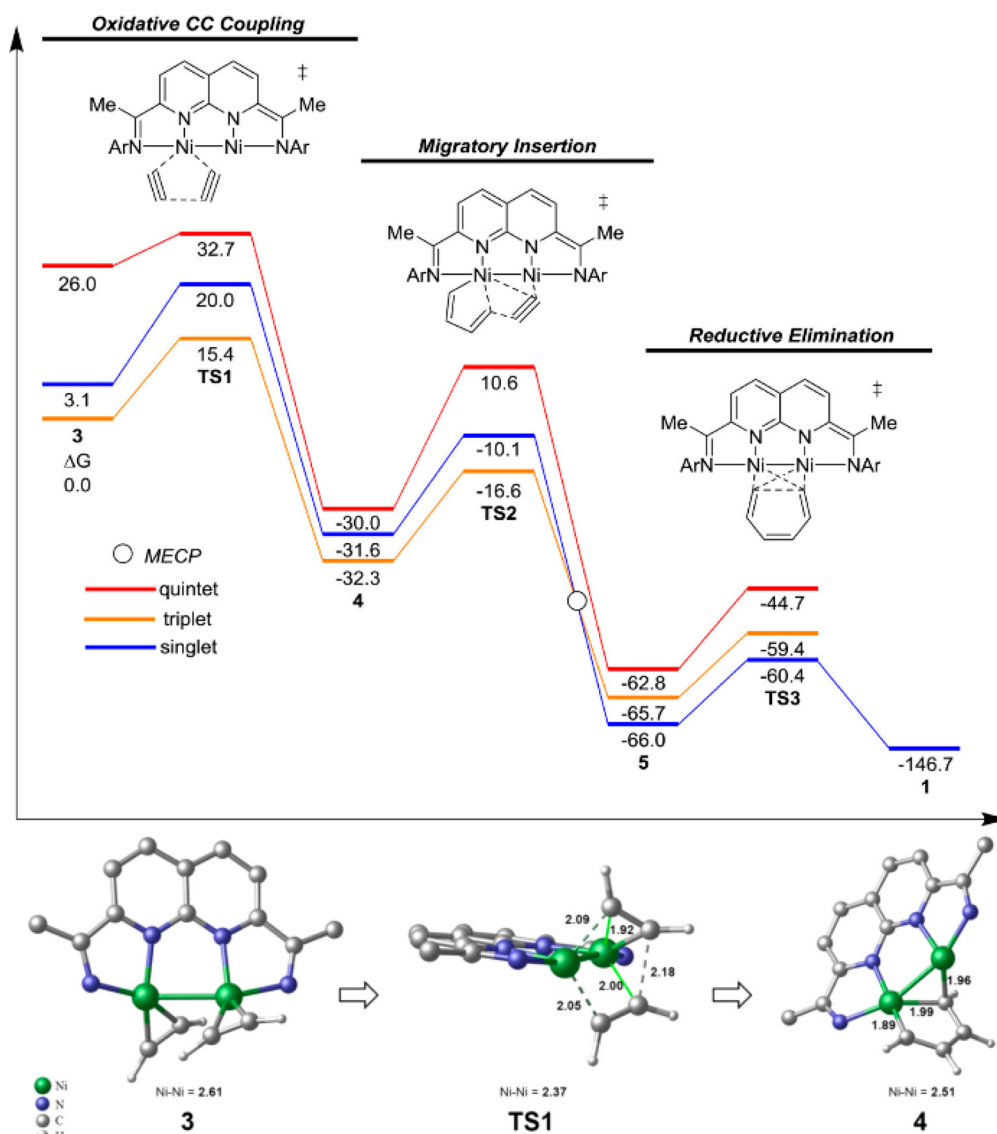 Oxidative CC Coupling
‡
Me
Me
N
N
ArN
Ni
Ni
NAr
Migratory Insertion
‡
Me
Me
N
N
ArN
Ni
Ni
NAr
Reductive Elimination
‡
Me
Me
N
N
ArN
Ni
Ni
NAr
26.0
32.7
3.1
20.0
15.4
TS1
3
ΔG
0.0
10.6
-10.1
-16.6
TS2
-30.0
-31.6
-32.3
4
MECP
quintet
triplet
singlet
-44.7
-59.4
-60.4
TS3
-62.8
-65.7
-66.0
5
-146.7
1
2.09
1.92
2.18
2.00
2.05
1.96
1.99
1.89
Ni
N
C
Ni-Ni = 2.61
Ni-Ni = 2.37
Ni-Ni = 2.51
3
TS1
4